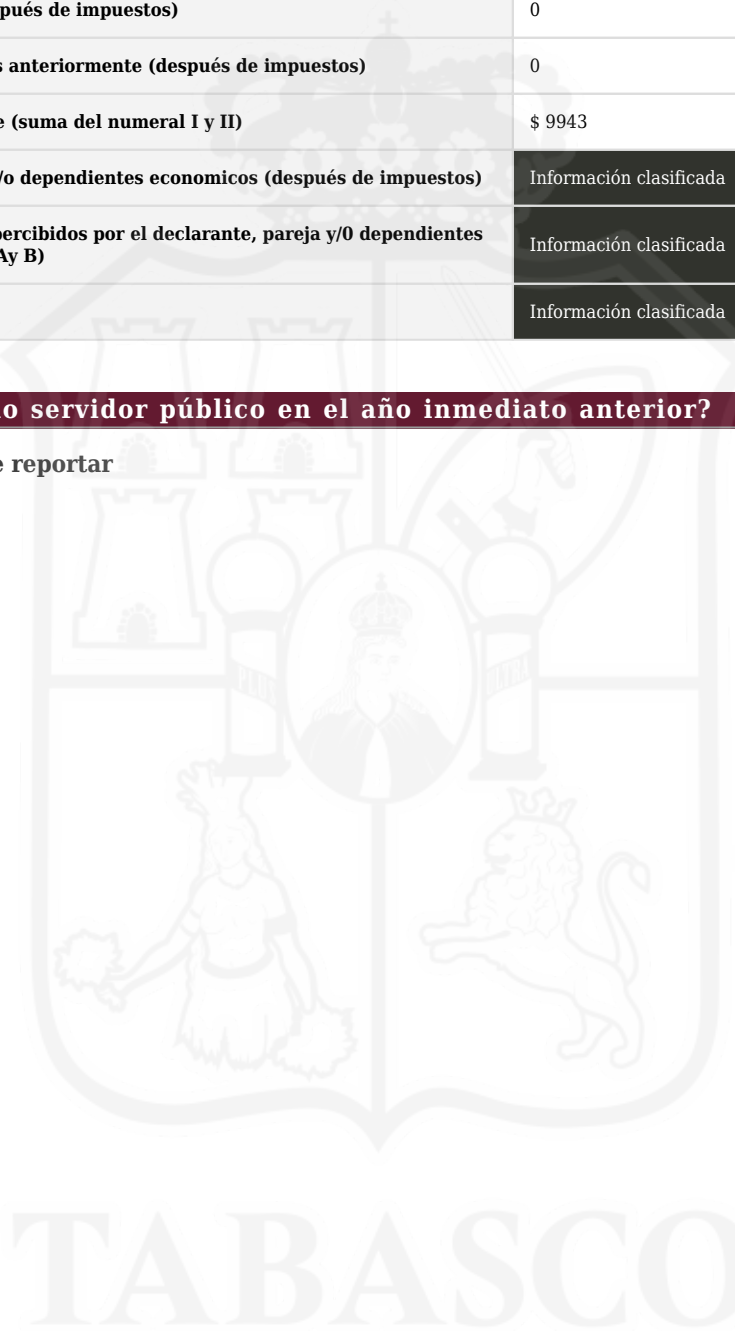 pués de impuestos)
0
s anteriormente (después de impuestos)
0
e (suma del numeral I y II)
$ 9943
/o dependientes economicos (después de impuestos)
Información clasificada
percibidos por el declarante, pareja y/0 dependientes
Ay B)
Información clasificada
Información clasificada
o servidor público en el año inmediato anterior?
e reportar
PLUS
ULTRA
TABASCO